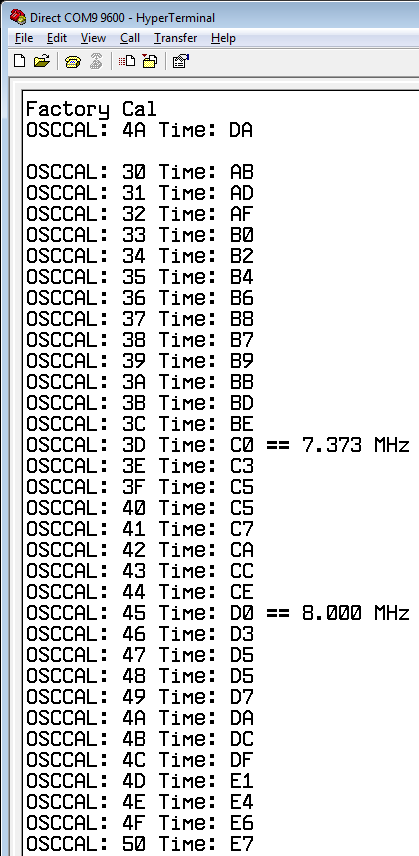 Direct COM9 9600 - HyperTerminal
File Edit View Call Transfer Help
Factory Cal
OSCCAL: 4A Time: DA
OSCCAL: 30 Time: AB
OSCCAL: 31 Time: AD
OSCCAL: 32 Time: AF
OSCCAL: 33 Time: B0
OSCCAL: 34 Time: B2
OSCCAL: 35 Time: B4
OSCCAL: 36 Time: B6
OSCCAL: 37 Time: B8
OSCCAL: 38 Time: B7
OSCCAL: 39 Time: B9
OSCCAL: 3A Time: BB
OSCCAL: 3B Time: BD
OSCCAL: 3C Time: BE
OSCCAL: 3D Time: C0 == 7.373 MHz
OSCCAL: 3E Time: C3
OSCCAL: 3F Time: C5
OSCCAL: 40 Time: C5
OSCCAL: 41 Time: C7
OSCCAL: 42 Time: CA
OSCCAL: 43 Time: CC
OSCCAL: 44 Time: CE
OSCCAL: 45 Time: D0 == 8.000 MHz
OSCCAL: 46 Time: D3
OSCCAL: 47 Time: D5
OSCCAL: 48 Time: D5
OSCCAL: 49 Time: D7
OSCCAL: 4A Time: DA
OSCCAL: 4B Time: DC
OSCCAL: 4C Time: DF
OSCCAL: 4D Time: E1
OSCCAL: 4E Time: E4
OSCCAL: 4F Time: E6
OSCCAL: 50 Time: E7